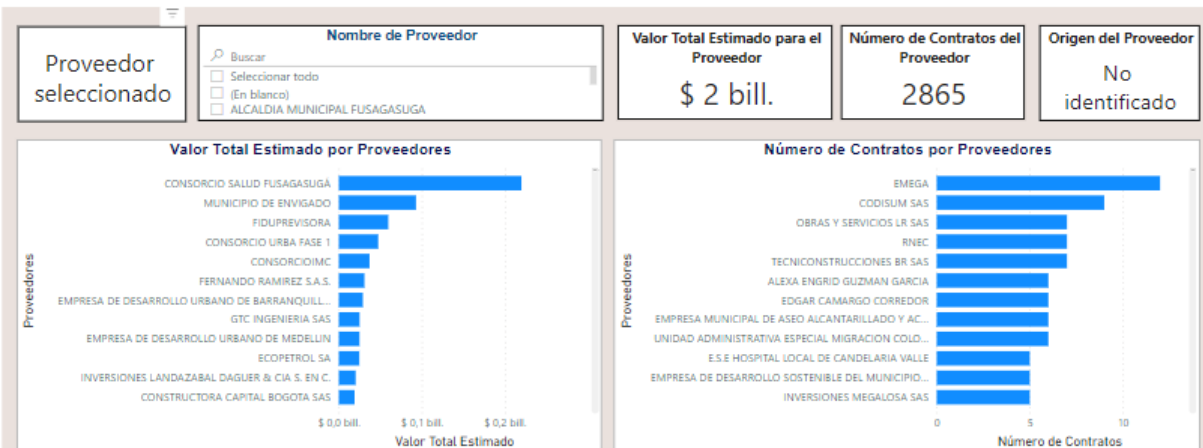 Proveedor
seleccionado
Nombre de Proveedor
Buscar
Seleccionar todo
(En blanco)
ALCALDIA MUNICIPAL FUSAGASUGA
Valor Total Estimado para el
Proveedor
$ 2 bill.
Número de Contratos del
Proveedor
2865
Origen del Proveedor
No
identificado
Valor Total Estimado por Proveedores
Proveedores
CONSORCIO SALUD FUSAGASUGÁ
MUNICIPIO DE ENVIGADO
FIDUPREVISORA
CONSORCIO URBA FASE 1
CONSORCIOIMC
FERNANDO RAMIREZ S.A.S.
EMPRESA DE DESARROLLO URBANO DE BARRANQUILL...
GTC INGENIERIA SAS
EMPRESA DE DESARROLLO URBANO DE MEDELLIN
ECOPETROL SA
INVERSIONES LANDAZABAL DAGUER & CIA S. EN C.
CONSTRUCTORA CAPITAL BOGOTA SAS
$ 0,0 bill. $ 0,1 bill. $ 0,2 bill.
Valor Total Estimado
Número de Contratos por Proveedores
Proveedores
EMEGA
CODISUM SAS
OBRAS Y SERVICIOS LR SAS
RNEC
TECNICONSTRUCCIONES BR SAS
ALEXA ENGRID GUZMAN GARCIA
EDGAR CAMARGO CORREDOR
EMPRESA MUNICIPAL DE ASEO ALCANTARILLADO Y AC...
UNIDAD ADMINISTRATIVA ESPECIAL MIGRACION COLO...
E.S.E HOSPITAL LOCAL DE CANDELARIA VALLE
EMPRESA DE DESARROLLO SOSTENIBLE DEL MUNICIPIO...
INVERSIONES MEGALOSA SAS
0 5 10
Número de Contratos